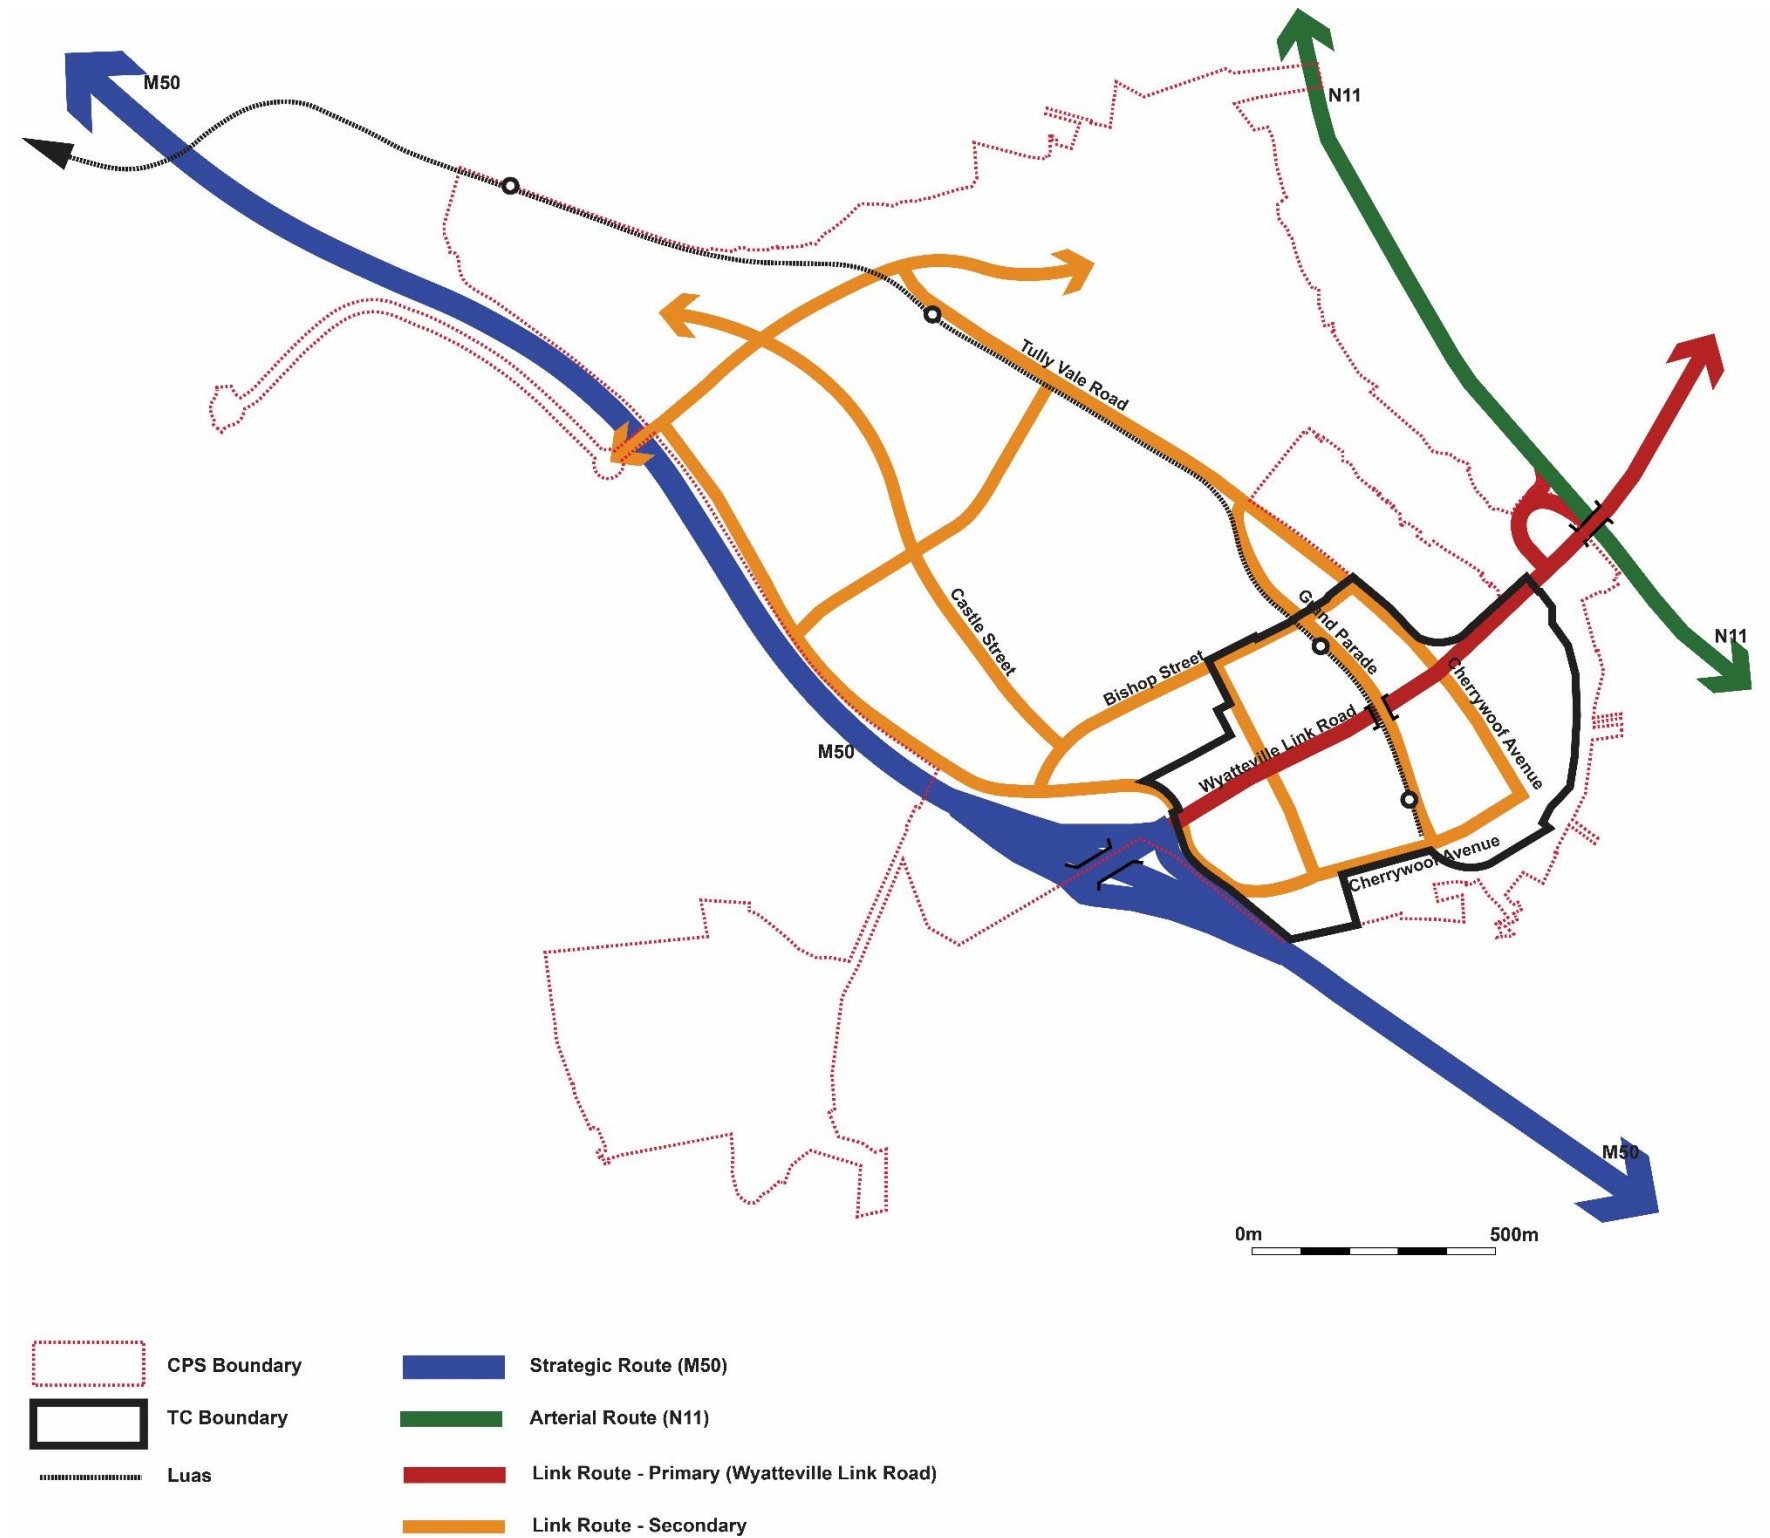 M50
N11
Tully Vale Road
Grand Parade
Castle Street
N11
Bishop Street
Cherrywoof Avenue
Wyatteville Link Road
M50
Cherrywoof Avenue
M50
0m 500m
CPS Boundary
Strategic Route (M50)
TC Boundary
Arterial Route (N11)
Luas
Link Route - Primary (Wyatteville Link Road)
Link Route - Secondary